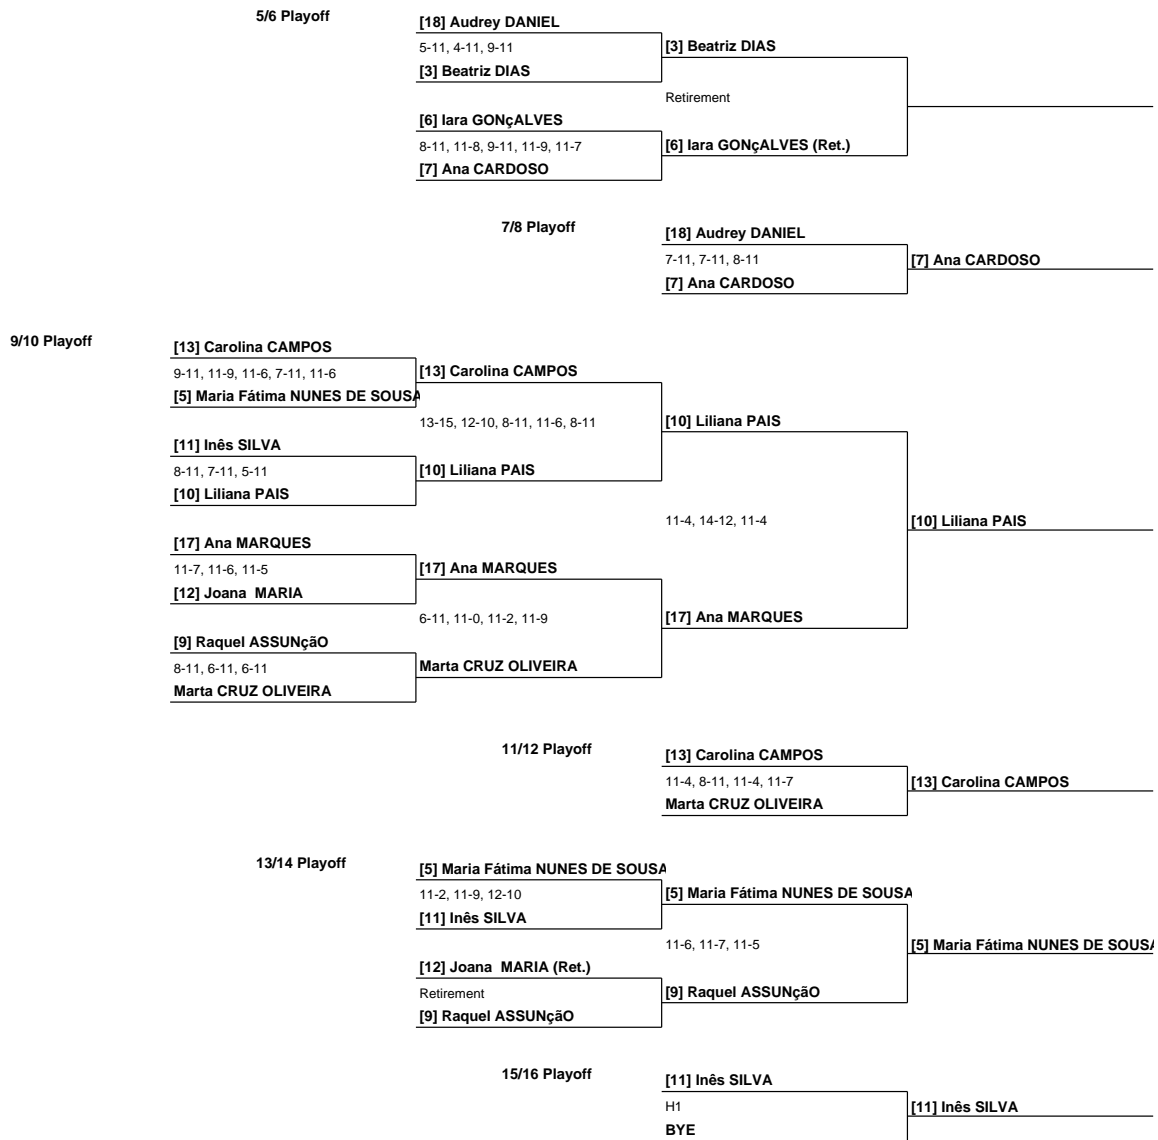 5/6 Playoff
[18] Audrey DANIEL
5-11, 4-11, 9-11
[3] Beatriz DIAS
[3] Beatriz DIAS
Retirement
[6] Iara GONçALVES
8-11, 11-8, 9-11, 11-9, 11-7
[6] Iara GONçALVES (Ret.)
[7] Ana CARDOSO
7/8 Playoff
[18] Audrey DANIEL
7-11, 7-11, 8-11
[7] Ana CARDOSO
[7] Ana CARDOSO
9/10 Playoff
[13] Carolina CAMPOS
9-11, 11-9, 11-6, 7-11, 11-6
[13] Carolina CAMPOS
[5] Maria Fátima NUNES DE SOUSA
13-15, 12-10, 8-11, 11-6, 8-11
[10] Liliana PAIS
[11] Inês SILVA
8-11, 7-11, 5-11
[10] Liliana PAIS
[10] Liliana PAIS
11-4, 14-12, 11-4
[10] Liliana PAIS
[17] Ana MARQUES
11-7, 11-6, 11-5
[17] Ana MARQUES
[12] Joana MARIA
6-11, 11-0, 11-2, 11-9
[17] Ana MARQUES
[9] Raquel ASSUNçãO
8-11, 6-11, 6-11
Marta CRUZ OLIVEIRA
Marta CRUZ OLIVEIRA
11/12 Playoff
[13] Carolina CAMPOS
11-4, 8-11, 11-4, 11-7
[13] Carolina CAMPOS
Marta CRUZ OLIVEIRA
13/14 Playoff
[5] Maria Fátima NUNES DE SOUSA
11-2, 11-9, 12-10
[5] Maria Fátima NUNES DE SOUSA
[11] Inês SILVA
11-6, 11-7, 11-5
[5] Maria Fátima NUNES DE SOUSA
[12] Joana MARIA (Ret.)
Retirement
[9] Raquel ASSUNçãO
[9] Raquel ASSUNçãO
15/16 Playoff
[11] Inês SILVA
H1
[11] Inês SILVA
BYE